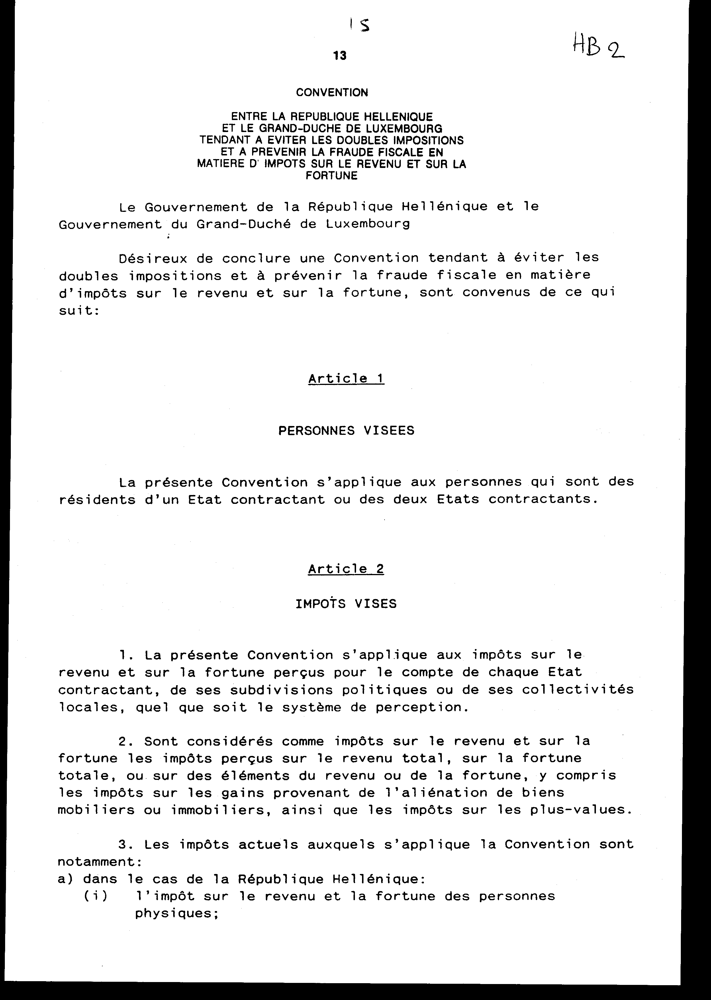 15
HB 2
13
CONVENTION
ENTRE LA REPUBLIQUE HELLENIQUE
ET LE GRAND-DUCHE DE LUXEMBOURG
TENDANT A EVITER LES DOUBLES IMPOSITIONS
ET A PREVENIR LA FRAUDE FISCALE EN
MATIERE D' IMPOTS SUR LE REVENU ET SUR LA
FORTUNE
Le Gouvernement de la République Hellénique et le
Gouvernement du Grand-Duché de Luxembourg
Désireux de conclure une Convention tendant à éviter les
doubles impositions et à prévenir la fraude fiscale en matière
d'impôts sur le revenu et sur la fortune, sont convenus de ce qui
suit:
Article 1
PERSONNES VISEES
La présente Convention s'applique aux personnes qui sont des
résidents d'un Etat contractant ou des deux Etats contractants.
Article 2
IMPOTS VISES
1. La présente Convention s'applique aux impôts sur le
revenu et sur la fortune perçus pour le compte de chaque Etat
contractant, de ses subdivisions politiques ou de ses collectivités
locales, quel que soit le système de perception.
2. Sont considérés comme impôts sur le revenu et sur la
fortune les impôts perçus sur le revenu total, sur la fortune
totale, ou sur des éléments du revenu ou de la fortune, y compris
les impôts sur les gains provenant de l'aliénation de biens
mobiliers ou immobiliers, ainsi que les impôts sur les plus-values.
3. Les impôts actuels auxquels s'applique la Convention sont
notamment:
a) dans le cas de la République Hellénique:
(i) l'impôt sur le revenu et la fortune des personnes
physiques;